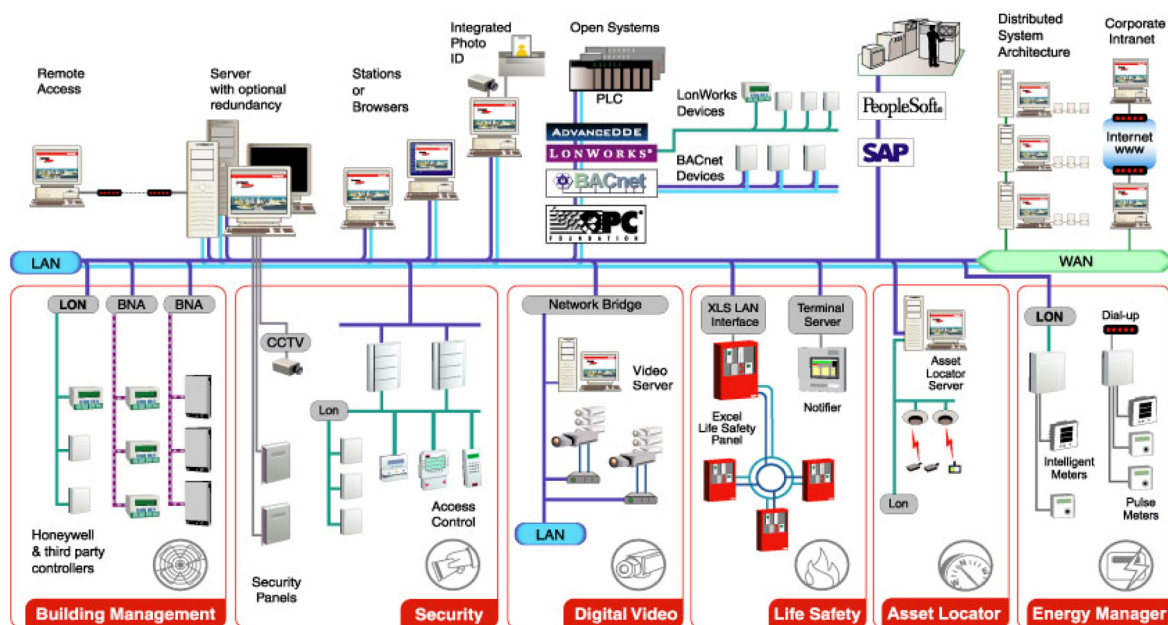 Remote
Access
Server
with optional
redundancy
Stations
or
Browsers
Integrated
Photo
ID
Open Systems
PLC
ADVANCEDDE
LONWORKS®
BACnet
OPC
FOUNDATION
LonWorks
Devices
BACnet
Devices
PeopleSoft®
SAP
Distributed
System
Architecture
Corporate
Intranet
Internet
www
LAN
WAN
LON
BNA
BNA
Honeywell
& third party
controllers
Building Management
CCTV
Lon
Security
Panels
Access
Control
Security
Network Bridge
Video
Server
LAN
Digital Video
XLS LAN
Interface
Terminal
Server
Excel
Life Safety
Panel
Notifier
Life Safety
Asset
Locator
Server
Lon
Asset Locator
LON
Dial-up
Intelligent
Meters
Pulse
Meters
Energy Manager